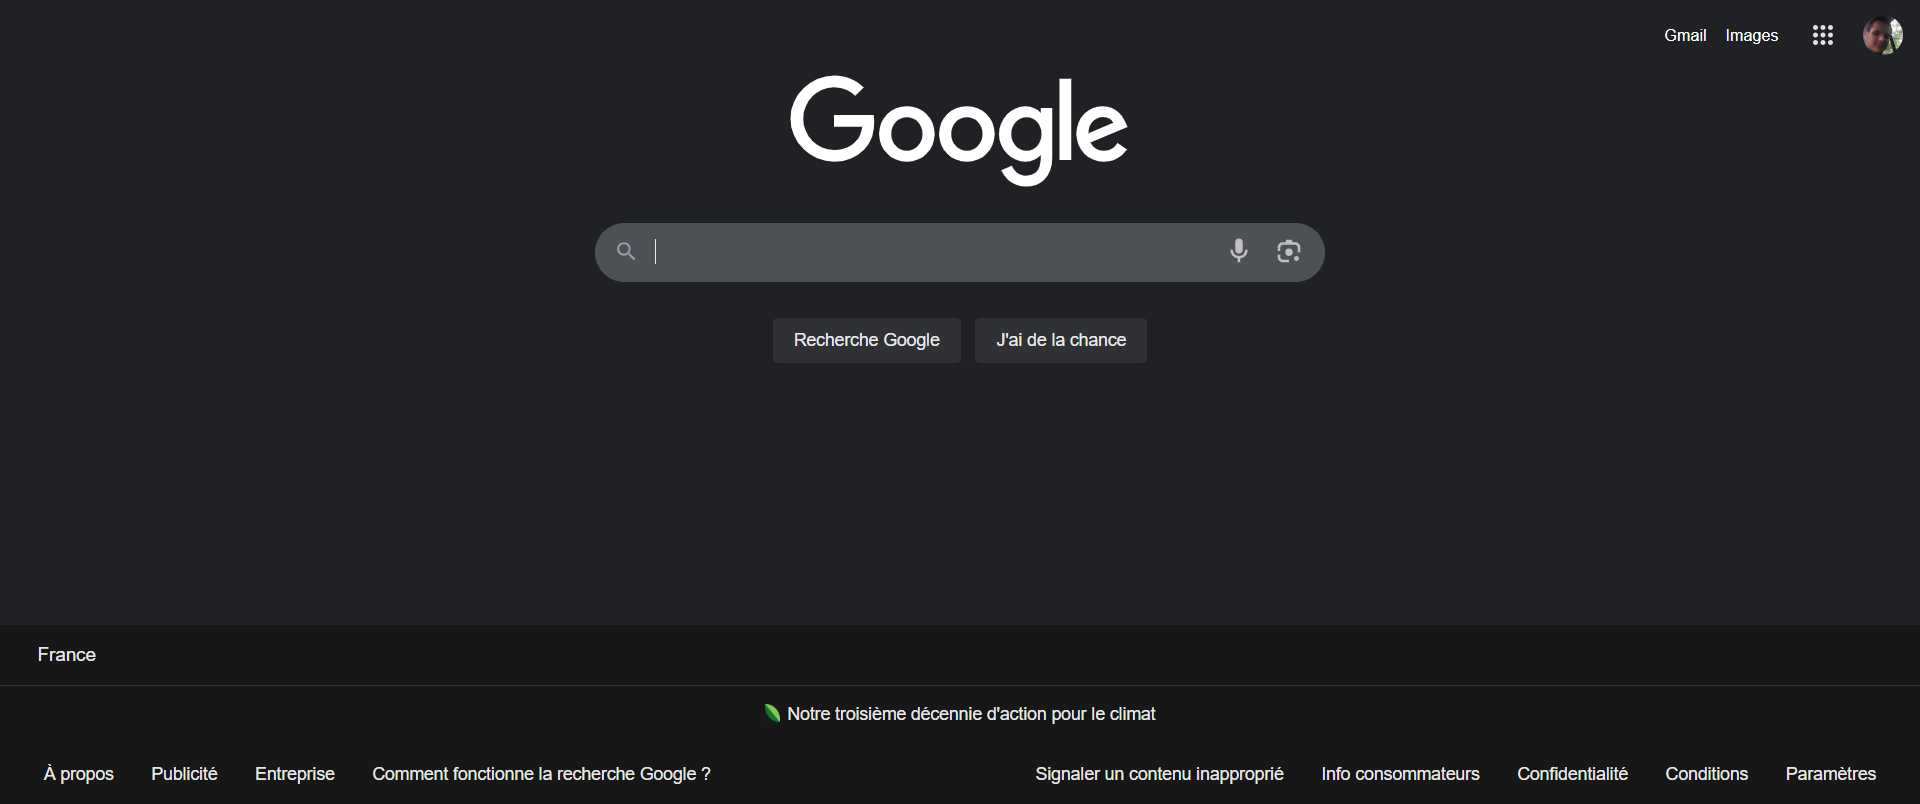 Gmail Images
Google
Recherche Google J'ai de la chance
France
Notre troisième décennie d'action pour le climat
À propos Publicité Entreprise Comment fonctionne la recherche Google ? Signaler un contenu inapproprié Info consommateurs Confidentialité Conditions Paramètres